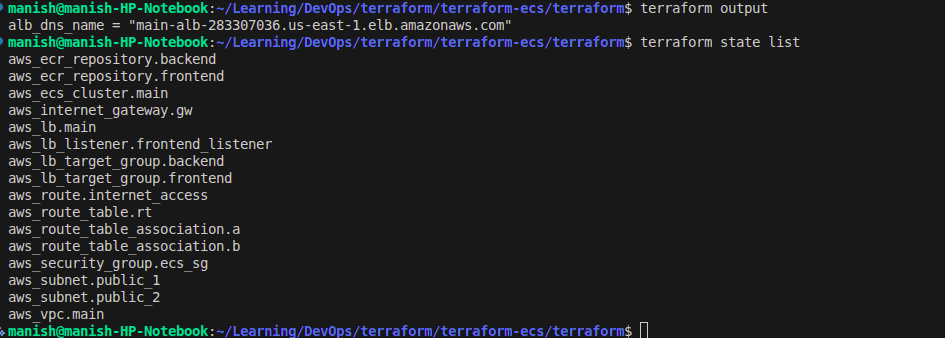 manish@manish-HP-Notebook:~/Learning/DevOps/terraform/terraform-ecs/terraform$ terraform output
alb_dns_name = "main-alb-283307036.us-east-1.elb.amazonaws.com"
manish@manish-HP-Notebook:~/Learning/DevOps/terraform/terraform-ecs/terraform$ terraform state list
aws_ecr_repository.backend
aws_ecr_repository.frontend
aws_ecs_cluster.main
aws_internet_gateway.gw
aws_lb.main
aws_lb_listener.frontend_listener
aws_lb_target_group.backend
aws_lb_target_group.frontend
aws_route.internet_access
aws_route_table.rt
aws_route_table_association.a
aws_route_table_association.b
aws_security_group.ecs_sg
aws_subnet.public_1
aws_subnet.public_2
aws_vpc.main
manish@manish-HP-Notebook:~/Learning/DevOps/terraform/terraform-ecs/terraform$